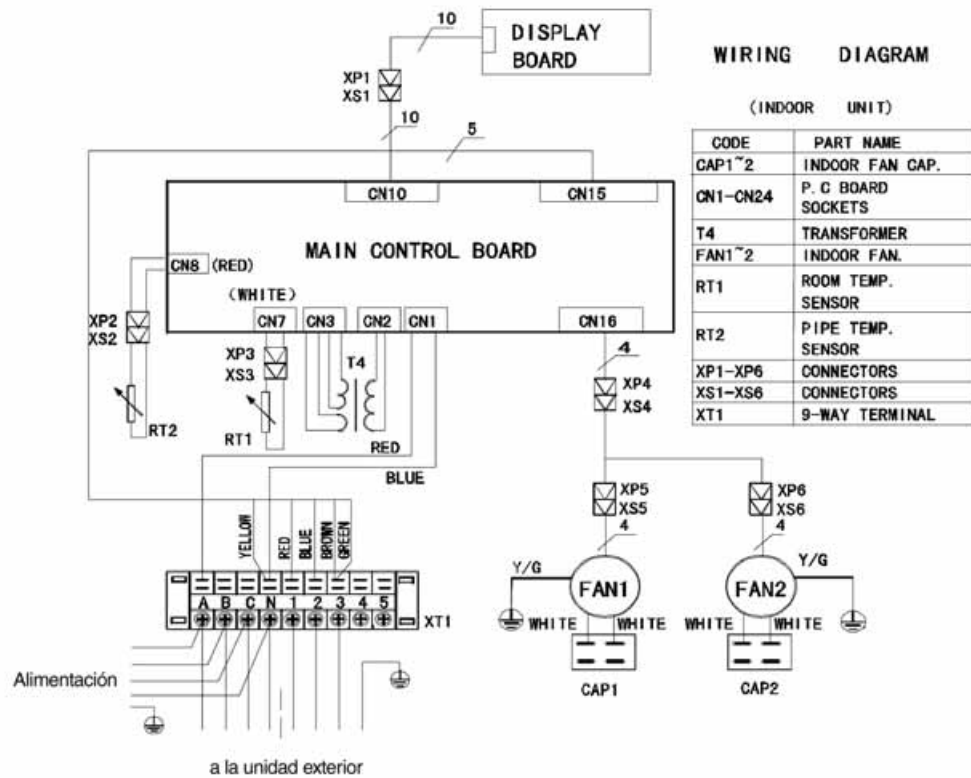 10
DISPLAY
BOARD
XP1
XS1
10
5
WIRING DIAGRAM
(INDOOR UNIT)
CODE PART NAME
CAP1~2 INDOOR FAN CAP.
CN1-CN24 P.C BOARD
SOCKETS
T4 TRANSFORMER
FAN1~2 INDOOR FAN.
RT1 ROOM TEMP.
SENSOR
RT2 PIPE TEMP.
SENSOR
XP1-XP6 CONNECTORS
XS1-XS6 CONNECTORS
XT1 9-WAY TERMINAL
CN10 CN15
MAIN CONTROL BOARD
CN8 (RED)
(WHITE)
CN7 CN3 CN2 CN1 CN16
XP2
XS2
RT2
XP3
XS3
RT1
T4
RED
BLUE
4
XP4
XS4
XP5
XS5
4
XP6
XS6
4
YELLOW
RED
BLUE
BROWN
GREEN
A B C N 1 2 3 4 5
XT1
Y/G
FAN1
WHITE WHITE
CAP1
FAN2
Y/G
WHITE WHITE
CAP2
Alimentación
a la unidad exterior